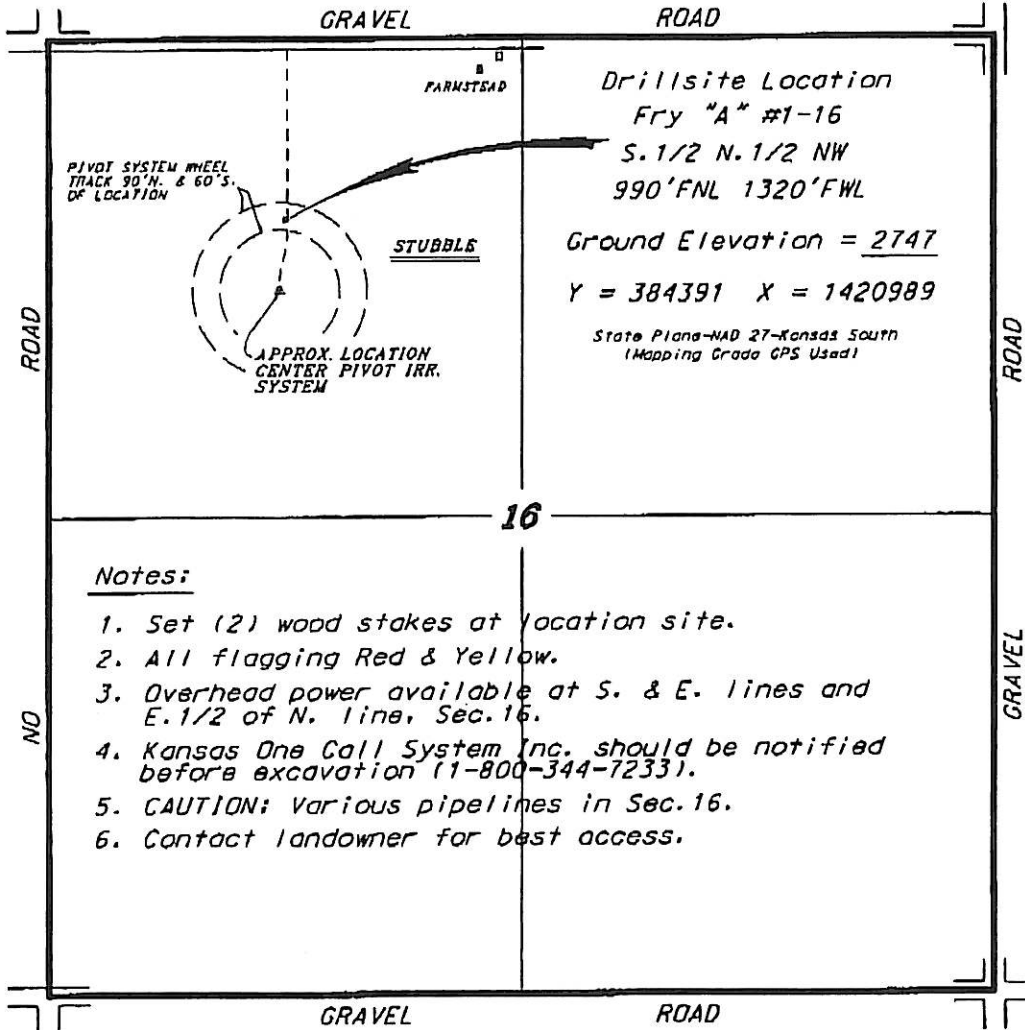 GRAVEL ROAD
FARMSTEAD
Drillsite Location
Fry "A" #1-16
S.1/2 N.1/2 NW
990'FNL 1320'FWL
Ground Elevation = 2747
Y = 384391 X = 1420989
State Plane-NAD 27-Kansas South
(Mapping Grade GPS Used)
PIVOT SYSTEM WHEEL
TRACK 90'N. & 60'S.
OF LOCATION
STUBBLE
APPROX. LOCATION
CENTER PIVOT IRR.
SYSTEM
NO ROAD
GRAVEL ROAD
16
Notes:
1. Set (2) wood stakes at location site.
2. All flagging Red & Yellow.
3. Overhead power available at S. & E. lines and
E.1/2 of N. line, Sec.16.
4. Kansas One Call System Inc. should be notified
before excavation (1-800-344-7233).
5. CAUTION: Various pipelines in Sec.16.
6. Contact landowner for best access.
GRAVEL ROAD